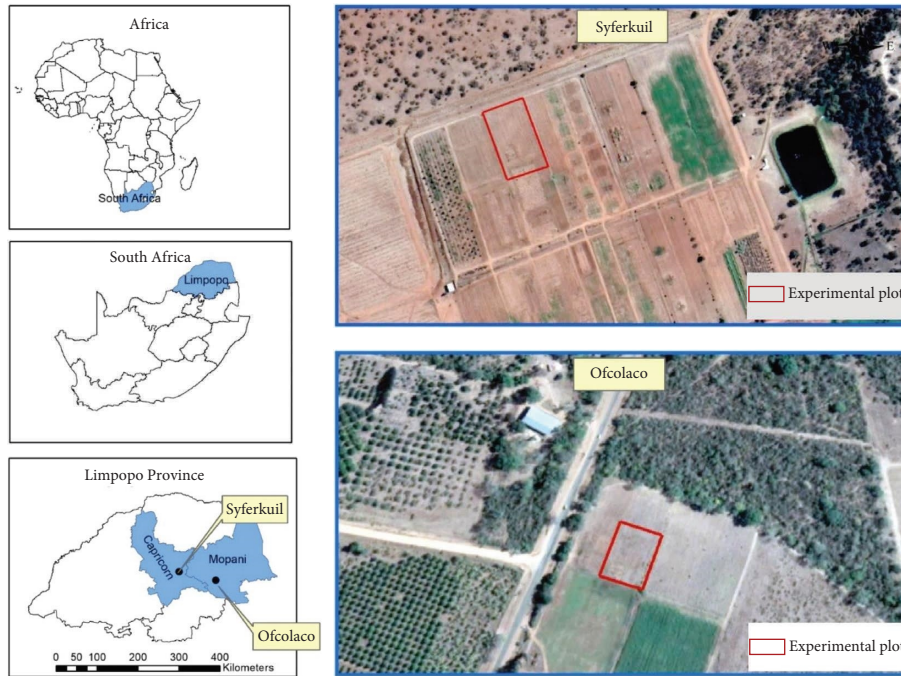 Africa
South Africa
South Africa
Limpopo
Limpopo Province
Syferkuil
Capricorn
Mopani
Ofcolaco
0 50 100 200 300 400
Kilometers
Syferkuil
E
Experimental plot
Ofcolaco
Experimental plot